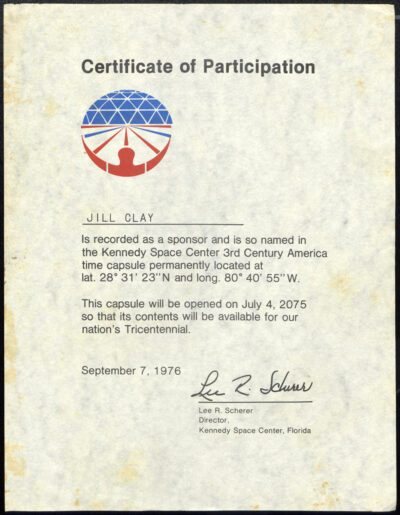 Certificate of Participation
JILL CLAY
Is recorded as a sponsor and is so named in
the Kennedy Space Center 3rd Century America
time capsule permanently located at
lat. 28° 31' 23"N and long. 80° 40' 55"W.
This capsule will be opened on July 4, 2075
so that its contents will be available for our
nation's Tricentennial.
September 7, 1976
Lee R. Scherer
Lee R. Scherer
Director,
Kennedy Space Center, Florida